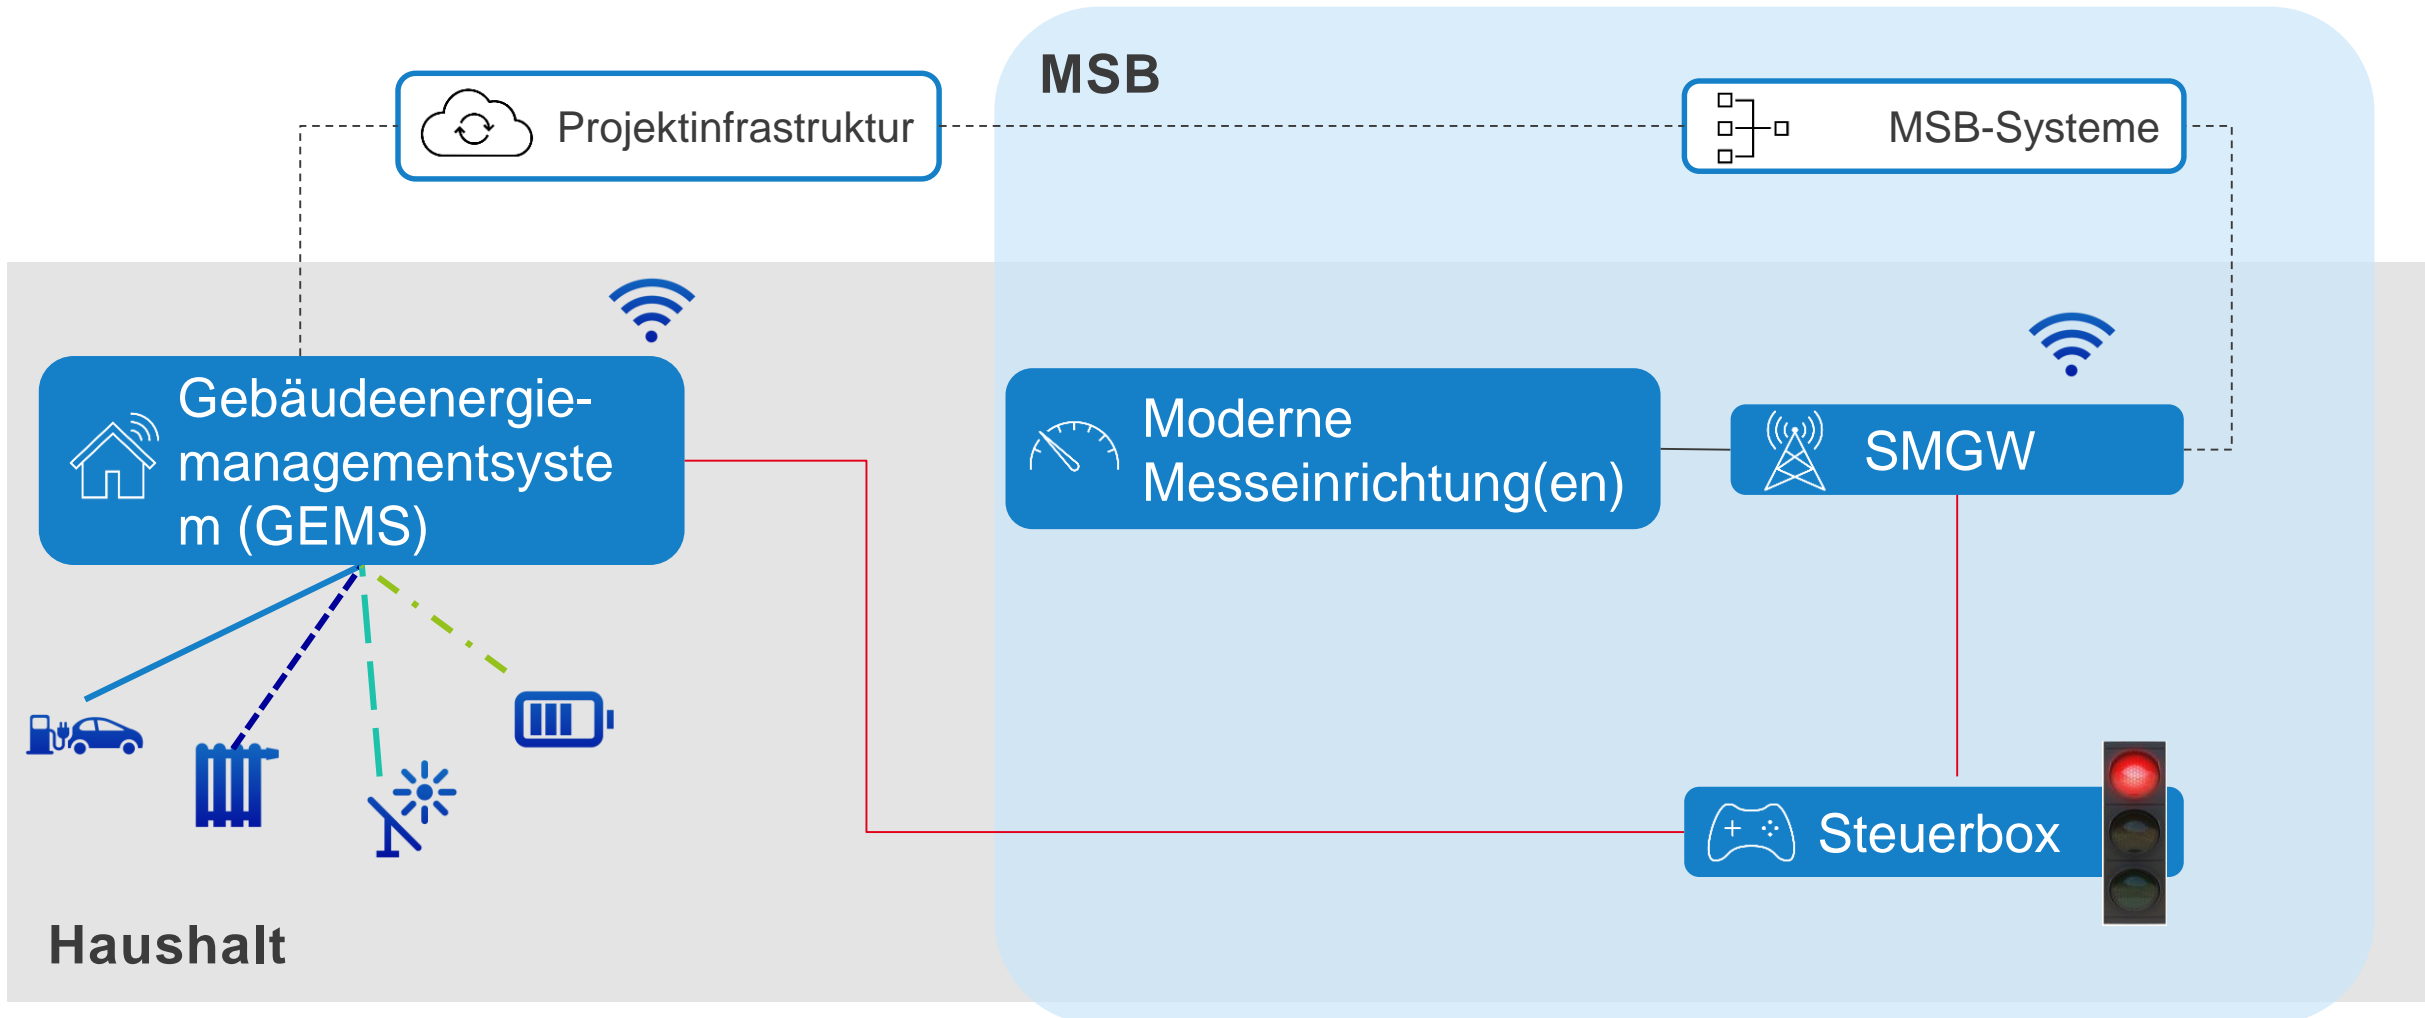 MSB
Projektinfrastruktur
MSB-Systeme
Gebäudeenergie-
managementsyste
m (GEMS)
Moderne
Messeinrichtung(en)
SMGW
Steuerbox
Haushalt